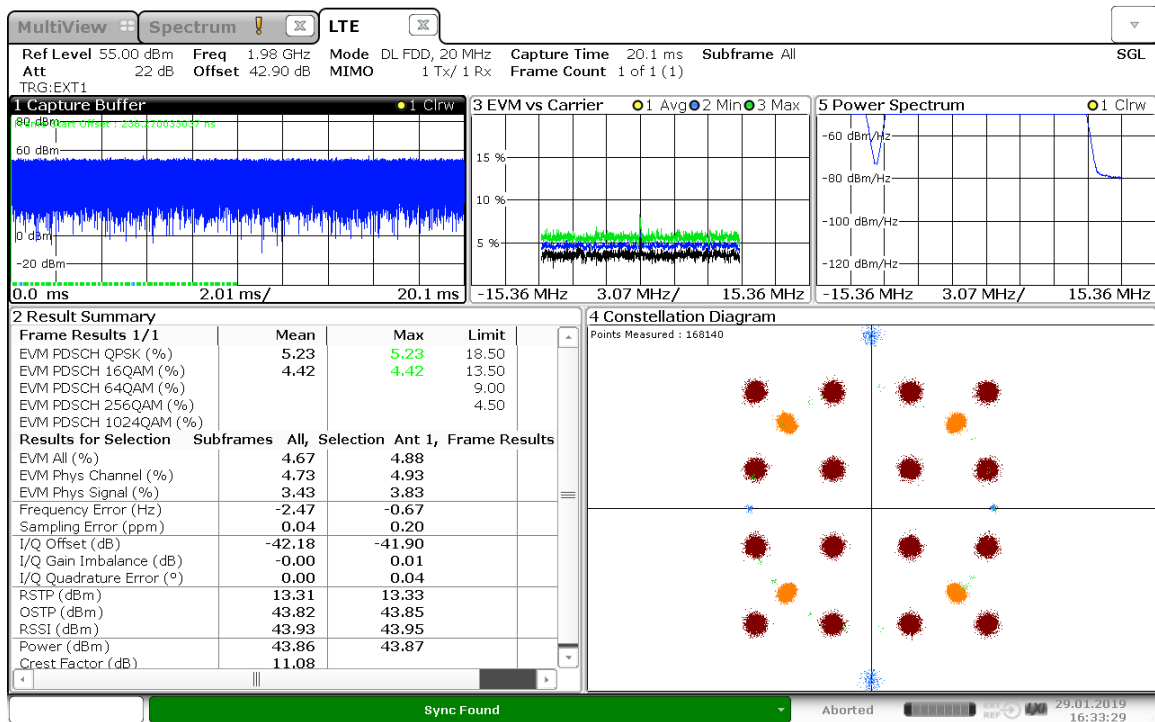 MultiView Spectrum LTE
Ref Level 55.00 dBm Freq 1.98 GHz Mode DL FDD, 20 MHz Capture Time 20.1 ms Subframe All SGL
Att 22 dB Offset 42.90 dB MIMO 1 Tx/ 1 Rx Frame Count 1 of 1 (1)
TRG:EXT1
1 Capture Buffer 1 Clrw
80 dBm
Frame Start Offset : 238.270033037 ns
60 dBm
0 dBm
-20 dBm
0.0 ms 2.01 ms/ 20.1 ms
3 EVM vs Carrier 1 Avg 2 Min 3 Max
15 %
10 %
5 %
-15.36 MHz 3.07 MHz/ 15.36 MHz
5 Power Spectrum 1 Clrw
-60 dBm/Hz
-80 dBm/Hz
-100 dBm/Hz
-120 dBm/Hz
-15.36 MHz 3.07 MHz/ 15.36 MHz
2 Result Summary
Frame Results 1/1 Mean Max Limit
EVM PDSCH QPSK (%) 5.23 5.23 18.50
EVM PDSCH 16QAM (%) 4.42 4.42 13.50
EVM PDSCH 64QAM (%) 9.00
EVM PDSCH 256QAM (%) 4.50
EVM PDSCH 1024QAM (%)
Results for Selection Subframes All, Selection Ant 1, Frame Results
EVM All (%) 4.67 4.88
EVM Phys Channel (%) 4.73 4.93
EVM Phys Signal (%) 3.43 3.83
Frequency Error (Hz) -2.47 -0.67
Sampling Error (ppm) 0.04 0.20
I/Q Offset (dB) -42.18 -41.90
I/Q Gain Imbalance (dB) -0.00 0.01
I/Q Quadrature Error (°) 0.00 0.04
RSTP (dBm) 13.31 13.33
OSTP (dBm) 43.82 43.85
RSSI (dBm) 43.93 43.95
Power (dBm) 43.86 43.87
Crest Factor (dB) 11.08
4 Constellation Diagram
Points Measured : 168140
Sync Found
Aborted
EXT
REF
LXI
29.01.2019
16:33:29